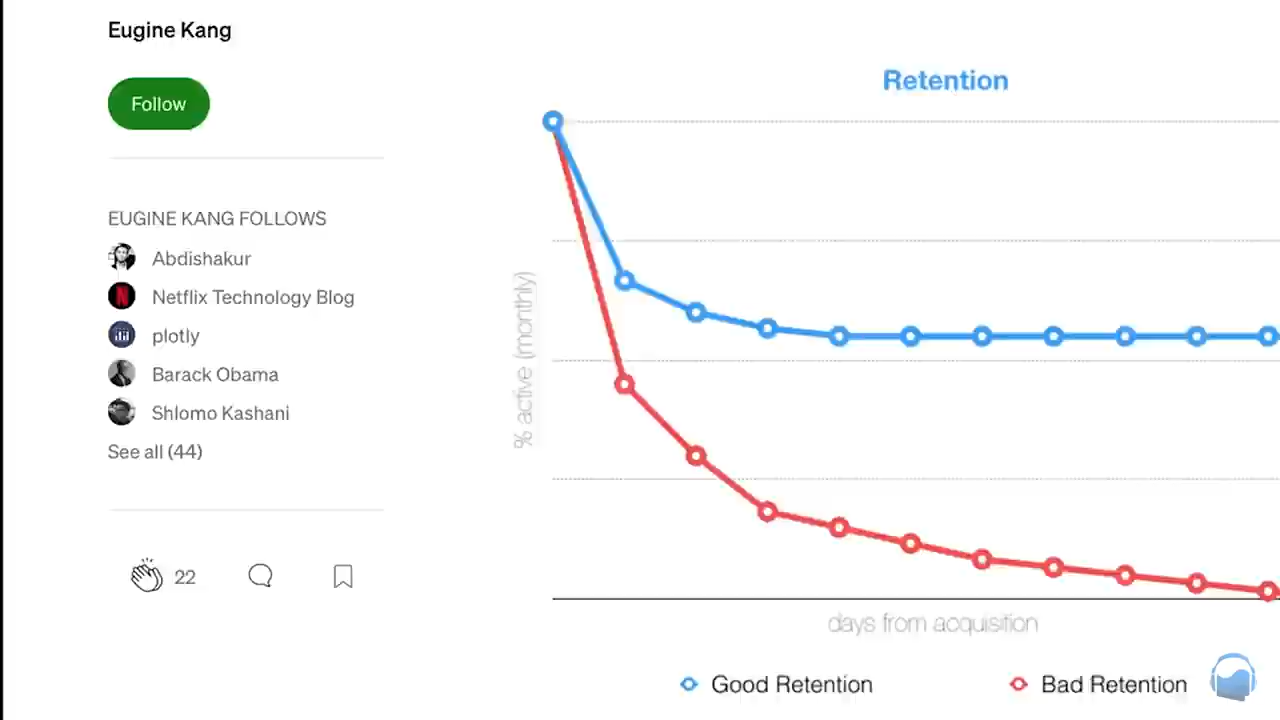 Eugine Kang
Follow
EUGINE KANG FOLLOWS
Abdishakur
Netflix Technology Blog
plotly
Barack Obama
Shlomo Kashani
See all (44)
22
Retention
% active (monthly)
days from acquisition
Good Retention
Bad Retention